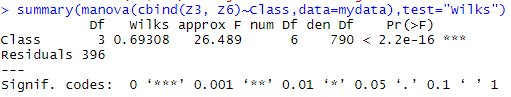 > summary(manova(cbind(Z3, Z6)~Class,data=mydata),test="Wilks")
Df Wilks approx F num Df den Df Pr(>F)
Class 3 0.69308 26.489 6 790 < 2.2e-16 ***
Residuals 396
---
Signif. codes: 0 ‘***’ 0.001 ‘**’ 0.01 ‘*’ 0.05 ‘.’ 0.1 ‘ ’ 1